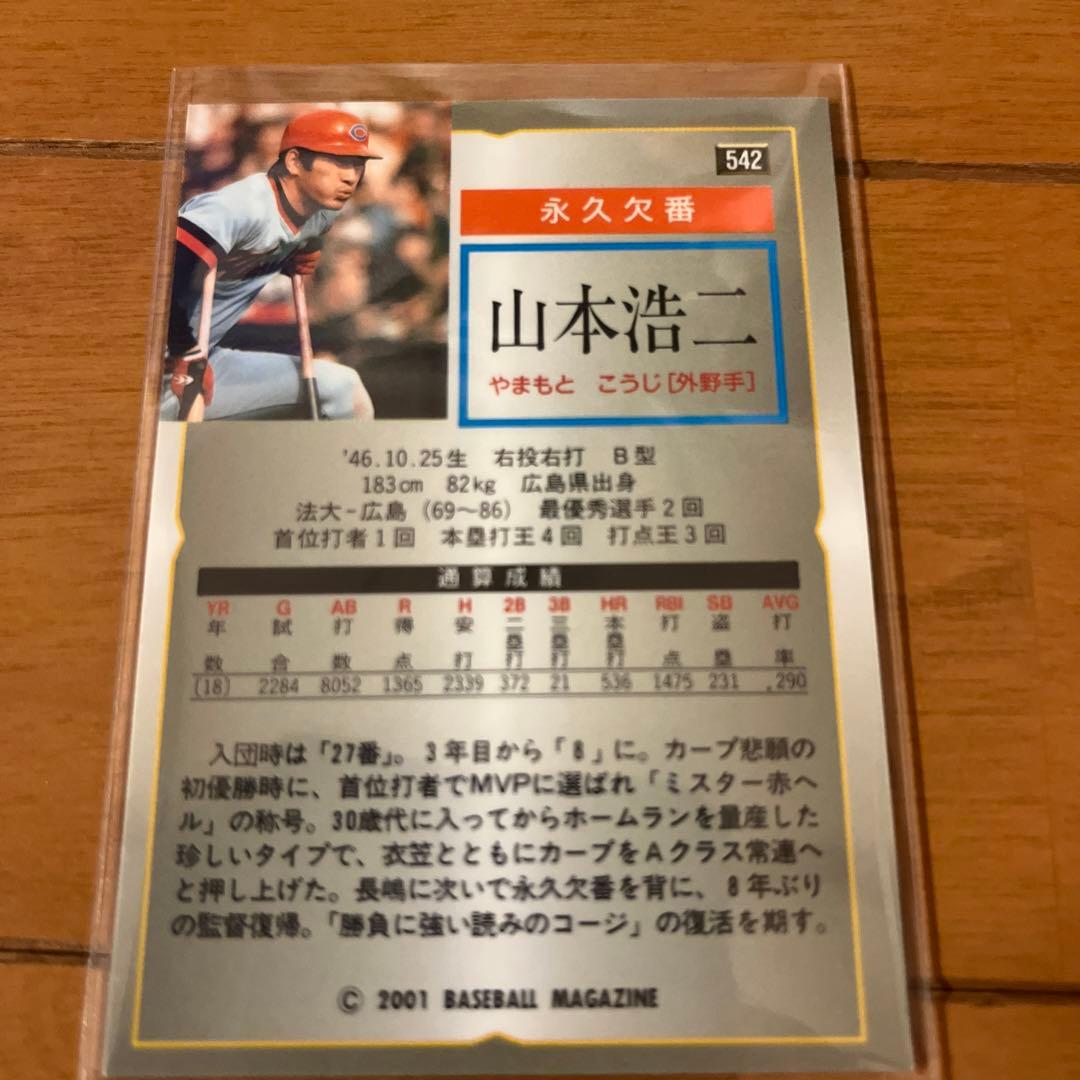 542
永久欠番
山本浩二
やまもと こうじ[外野手]
'46.10.25生 右投右打 B型
183cm 82kg 広島県出身
法大-広島(69〜86) 最優秀選手2回
首位打者1回 本塁打王4回 打点王3回
通算成績
YR G AB R H 2B 3B HR RBI SB AVG
年数 試合 打数 得点 安打 二塁打 三塁打 本塁打 打点 盗塁 打率
(18) 2284 8052 1365 2339 372 21 536 1475 231 .290
入団時は「27番」。3年目から「8」に。カープ悲願の
初優勝時に、首位打者でMVPに選ばれ「ミスター赤ヘ
ル」の称号。30歳代に入ってからホームランを量産した
珍しいタイプで、衣笠とともにカープをAクラス常連へ
と押し上げた。長嶋に次いで永久欠番を背に、8年ぶり
の監督復帰。「勝負に強い読みのコージ」の復活を期す。
© 2001 BASEBALL MAGAZINE